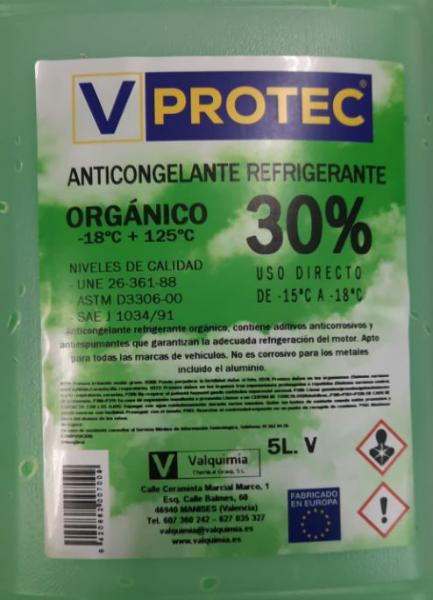 V PROTEC
ANTICONGELANTE REFRIGERANTE
ORGÁNICO 30%
-18ºC + 125ºC
USO DIRECTO
DE -15ºC A -18ºC
NIVELES DE CALIDAD
- UNE 26-361-88
- ASTM D3306-00
- SAE J 1034/91
Anticongelante refrigerante orgánico, contiene aditivos anticorrosivos y
antiespumantes que garantizan la adecuada refrigeración del motor. Apto
para todas las marcas de vehículos. No es corrosivo para los metales
incluido el aluminio.
5L. V
V Valquimia
Chemical Group, S.L.
Calle Ceramista Marcial Marco, 1
Esq. Calle Balmes, 60
46940 MANISES (Valencia)
Tel. 607 360 242 - 627 835 327
valquimia@valquimia.es
www.valquimia.es
FABRICADO
EN EUROPA